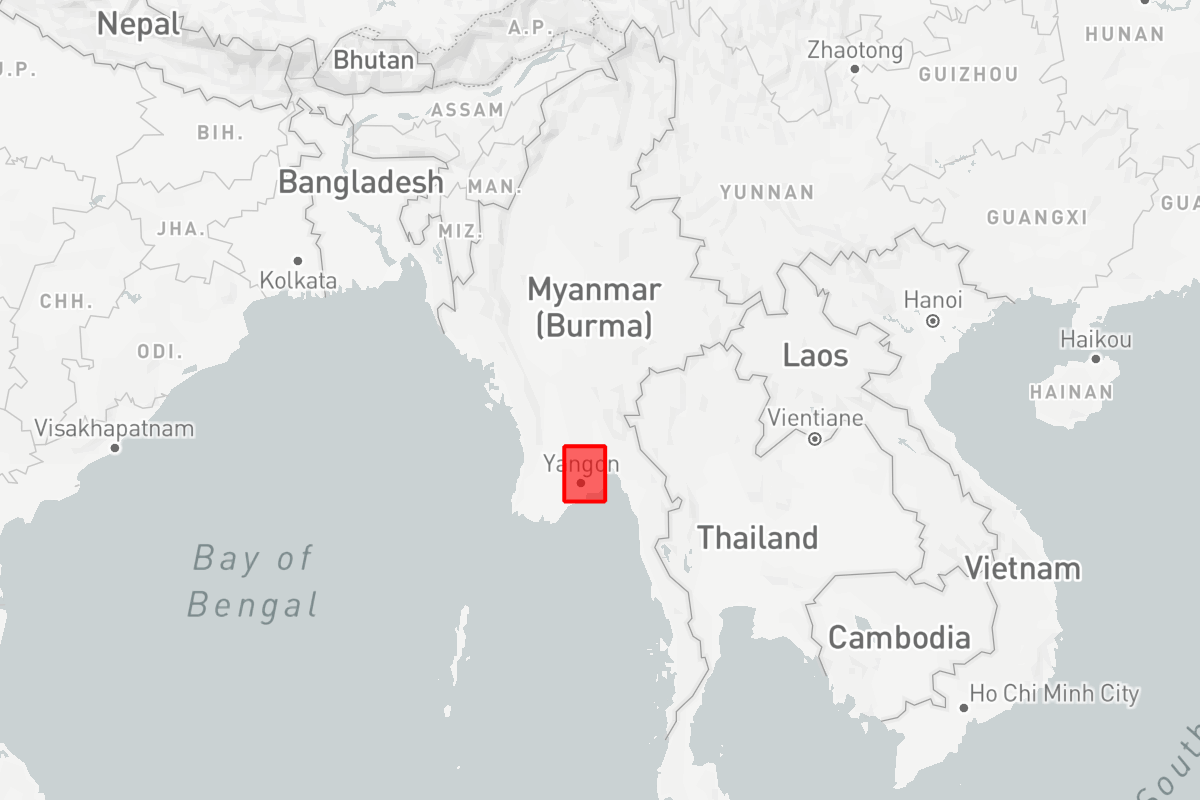 Nepal
A.P.
HUNAN
Zhaotong
Bhutan
GUIZHOU
U.P.
ASSAM
BIH.
Bangladesh
MAN.
YUNNAN
GUANGXI
JHA.
MIZ.
Kolkata
Myanmar
(Burma)
CHH.
Hanoi
Haikou
ODI.
Laos
HAINAN
Vientiane
Visakhapatnam
Yangon
Thailand
Bay of
Bengal
Vietnam
Cambodia
Ho Chi Minh City
South